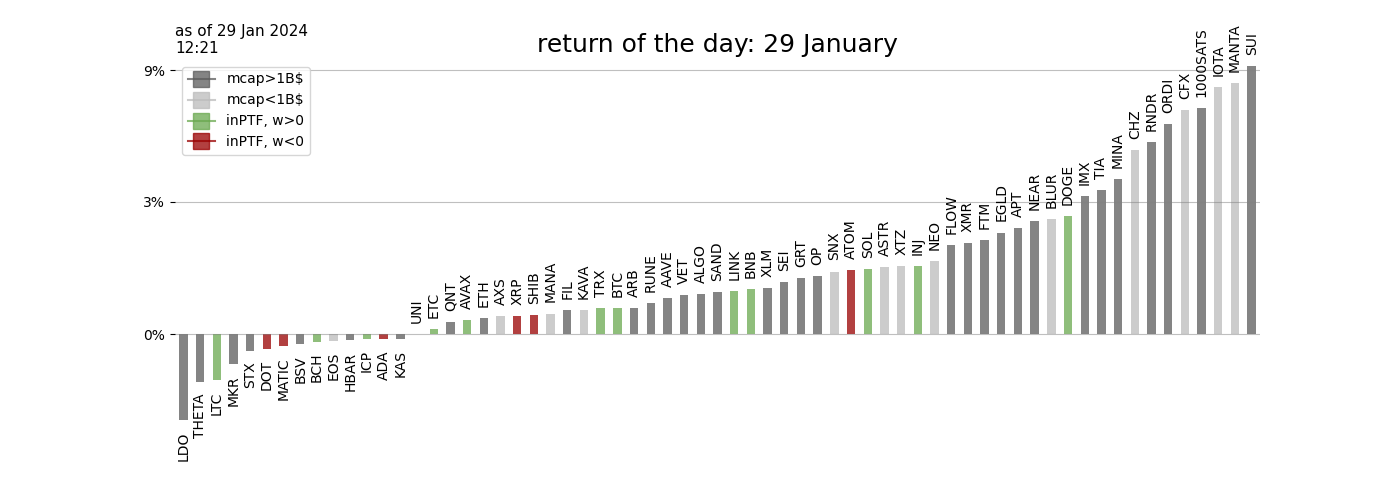 as of 29 Jan 2024
12:21
return of the day: 29 January
9%
3%
0%
mcap>1B$
mcap<1B$
inPTF, w>0
inPTF, w<0
LDO
THETA
LTC
MKR
STX
DOT
MATIC
BSV
BCH
EOS
HBAR
ICP
ADA
KAS
UNI
ETC
QNT
AVAX
ETH
AXS
XRP
SHIB
MANA
FIL
KAVA
TRX
BTC
ARB
RUNE
AAVE
VET
ALGO
SAND
LINK
BNB
XLM
SEI
GRT
OP
SNX
ATOM
SOL
ASTR
XTZ
INJ
NEO
FLOW
XMR
FTM
EGLD
APT
NEAR
BLUR
DOGE
IMX
TIA
MINA
CHZ
RNDR
ORDI
CFX
1000SATS
IOTA
MANTA
SUI